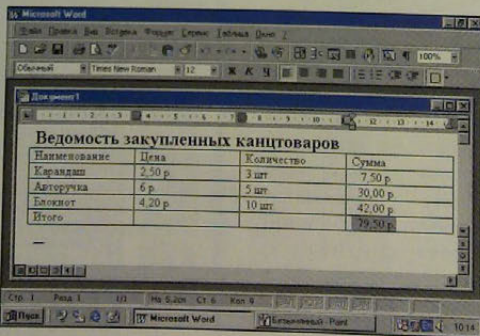 Microsoft Word
Файл Правка Вид Вставка Формат Сервис Таблица Окно ?
100%
Обычный Times New Roman 12 Ж К Ч
Документ1
Ведомость закупленных канцтоваров
Наименование Цена Количество Сумма
Карандаш 2,50 р. 3 шт 7,50 р.
Авторучка 6 р. 5 шт 30,00 р.
Блокнот 4,20 р. 10 шт 42,00 р.
Итого 79,50 р.
Стр. 1 Разд 1 1/1 На 5,2см Ст 6 Кол 9
Пуск Microsoft Word Безымянный - Paint 10:14